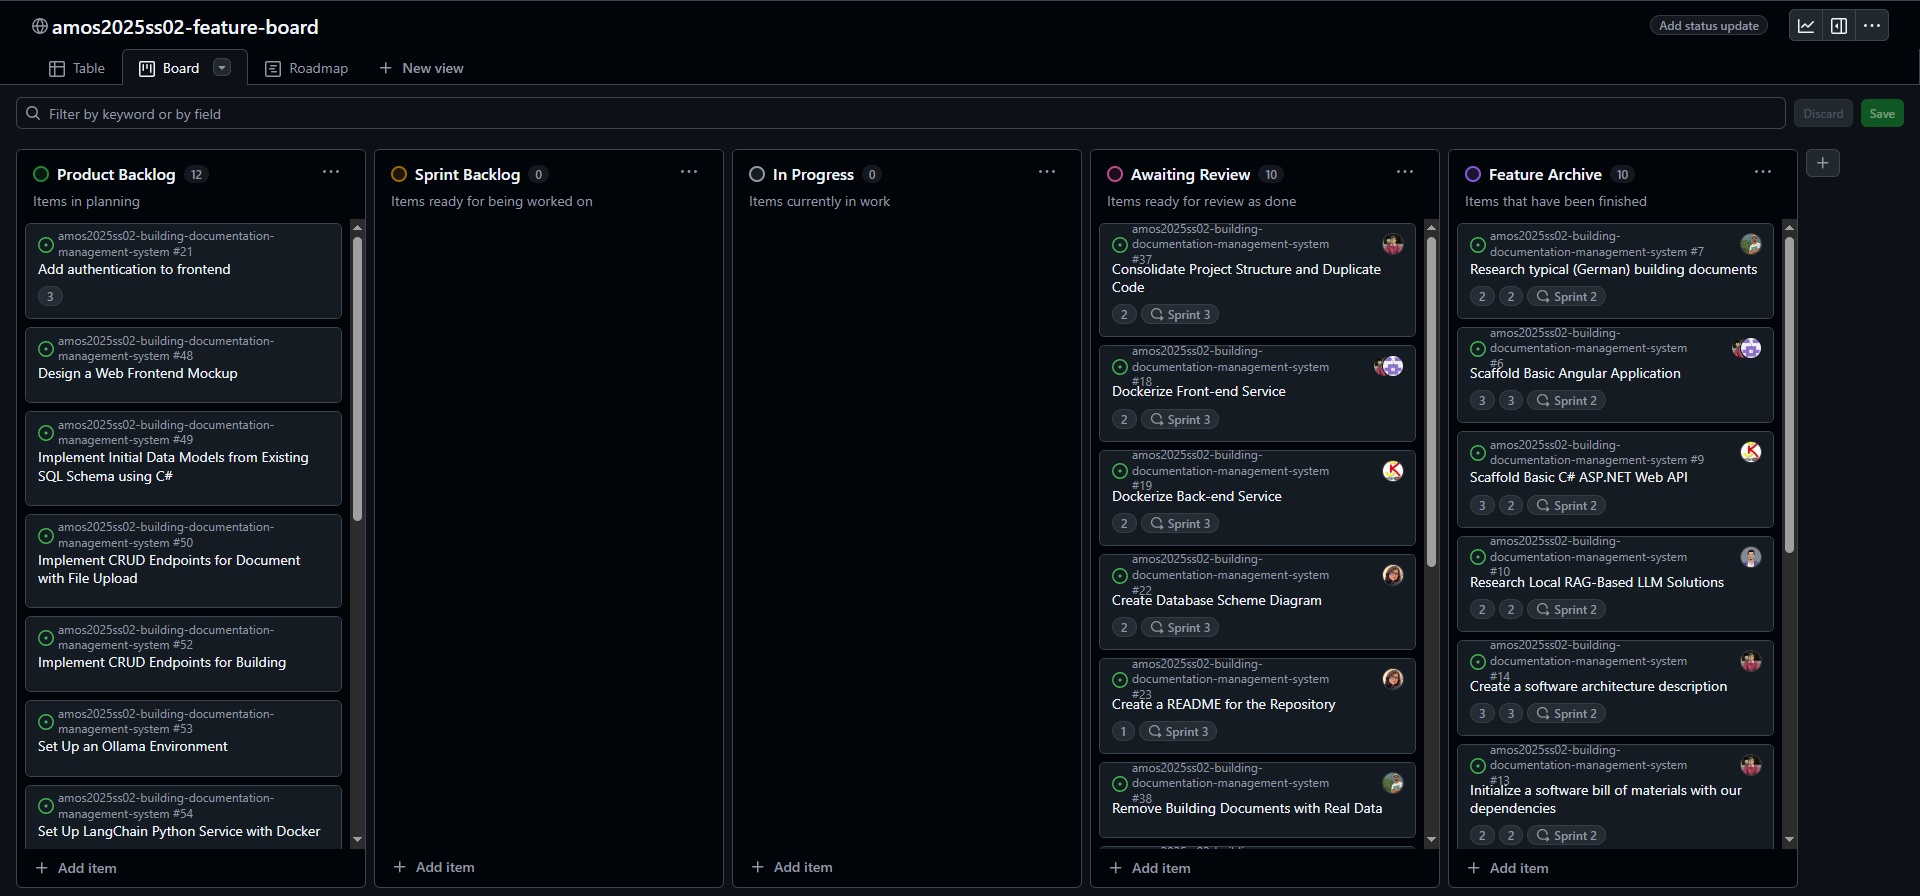 amos2025ss02-feature-board
Add status update
Table
Board
Roadmap
New view
Filter by keyword or by field
Discard
Save
Product Backlog 12
Items in planning
amos2025ss02-building-documentation-
management-system #21
Add authentication to frontend
3
amos2025ss02-building-documentation-
management-system #48
Design a Web Frontend Mockup
amos2025ss02-building-documentation-
management-system #49
Implement Initial Data Models from Existing
SQL Schema using C#
amos2025ss02-building-documentation-
management-system #50
Implement CRUD Endpoints for Document
with File Upload
amos2025ss02-building-documentation-
management-system #52
Implement CRUD Endpoints for Building
amos2025ss02-building-documentation-
management-system #53
Set Up an Ollama Environment
amos2025ss02-building-documentation-
management-system #54
Set Up LangChain Python Service with Docker
Add item
Sprint Backlog 0
Items ready for being worked on
Add item
In Progress 0
Items currently in work
Add item
Awaiting Review 10
Items ready for review as done
amos2025ss02-building-
documentation-management-system
#37
Consolidate Project Structure and Duplicate
Code
2 Sprint 3
amos2025ss02-building-
documentation-management-system
#18
Dockerize Front-end Service
2 Sprint 3
amos2025ss02-building-
documentation-management-system
#19
Dockerize Back-end Service
2 Sprint 3
amos2025ss02-building-
documentation-management-system
#22
Create Database Scheme Diagram
2 Sprint 3
amos2025ss02-building-
documentation-management-system
#23
Create a README for the Repository
1 Sprint 3
amos2025ss02-building-
documentation-management-system
#38
Remove Building Documents with Real Data
Add item
Feature Archive 10
Items that have been finished
amos2025ss02-building-
documentation-management-system #7
Research typical (German) building documents
2 2 Sprint 2
amos2025ss02-building-
documentation-management-system
#6
Scaffold Basic Angular Application
3 3 Sprint 2
amos2025ss02-building-
documentation-management-system #9
Scaffold Basic C# ASP.NET Web API
3 2 Sprint 2
amos2025ss02-building-
documentation-management-system
#10
Research Local RAG-Based LLM Solutions
2 2 Sprint 2
amos2025ss02-building-
documentation-management-system
#14
Create a software architecture description
3 3 Sprint 2
amos2025ss02-building-
documentation-management-system
#13
Initialize a software bill of materials with our
dependencies
2 2 Sprint 2
Add item